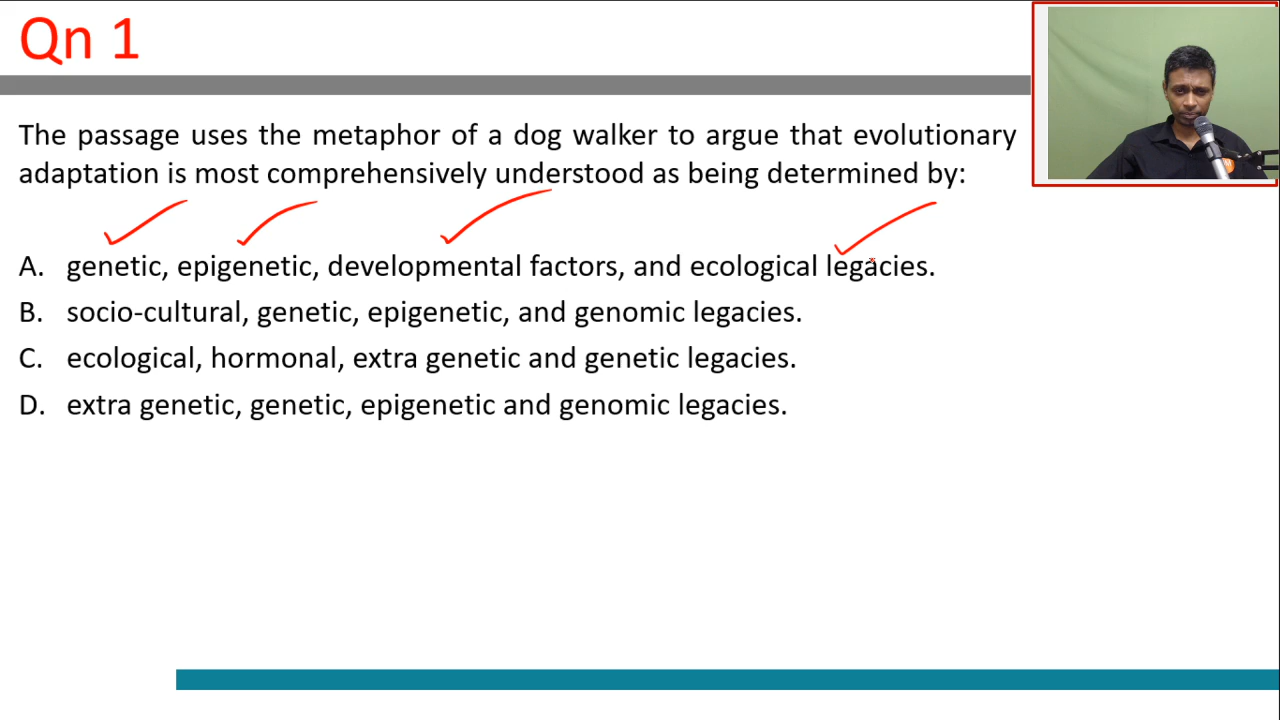 Qn 1
The passage uses the metaphor of a dog walker to argue that evolutionary
adaptation is most comprehensively understood as being determined by:
A. genetic, epigenetic, developmental factors, and ecological legacies.
B. socio-cultural, genetic, epigenetic, and genomic legacies.
C. ecological, hormonal, extra genetic and genetic legacies.
D. extra genetic, genetic, epigenetic and genomic legacies.